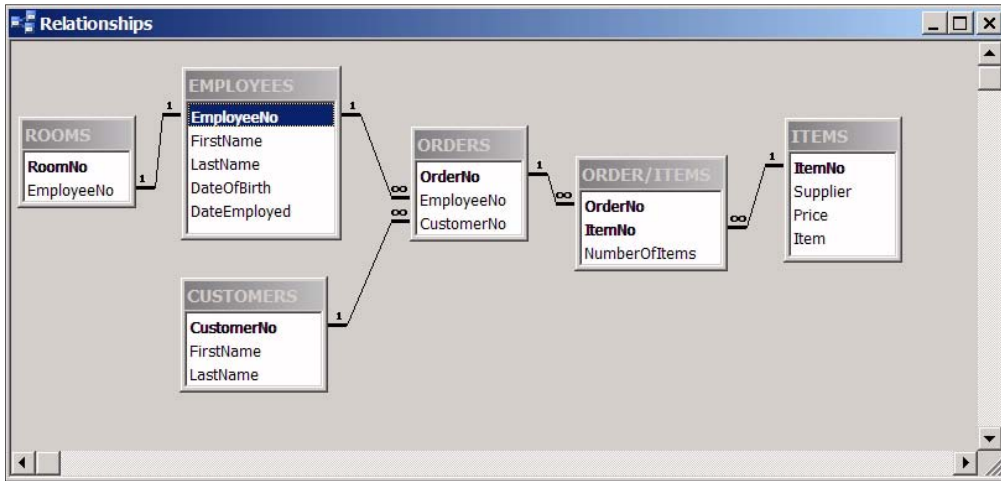 Relationships
ROOMS
RoomNo
EmployeeNo
1
1
EMPLOYEES
EmployeeNo
FirstName
LastName
DateOfBirth
DateEmployed
1
∞
CUSTOMERS
CustomerNo
FirstName
LastName
1
∞
ORDERS
OrderNo
EmployeeNo
CustomerNo
1
∞
ORDER/ITEMS
OrderNo
ItemNo
NumberOfItems
∞
1
ITEMS
ItemNo
Supplier
Price
Item